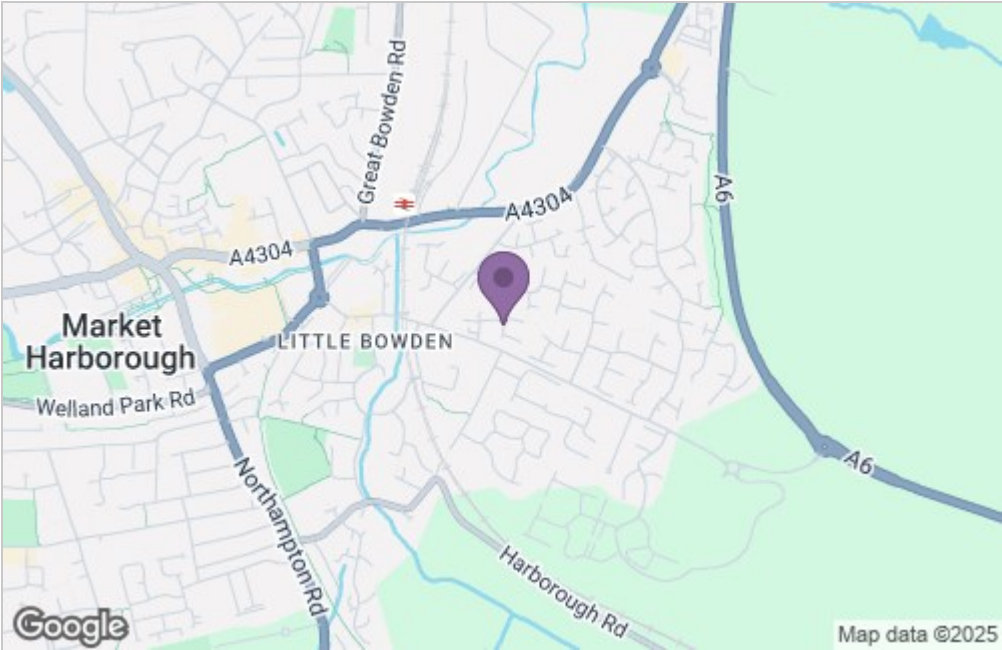 Great Bowden Rd
A6
A4304
A4304
Market
Harborough
LITTLE BOWDEN
Welland Park Rd
A6
Northampton Rd
Harborough Rd
Google
Map data ©2025